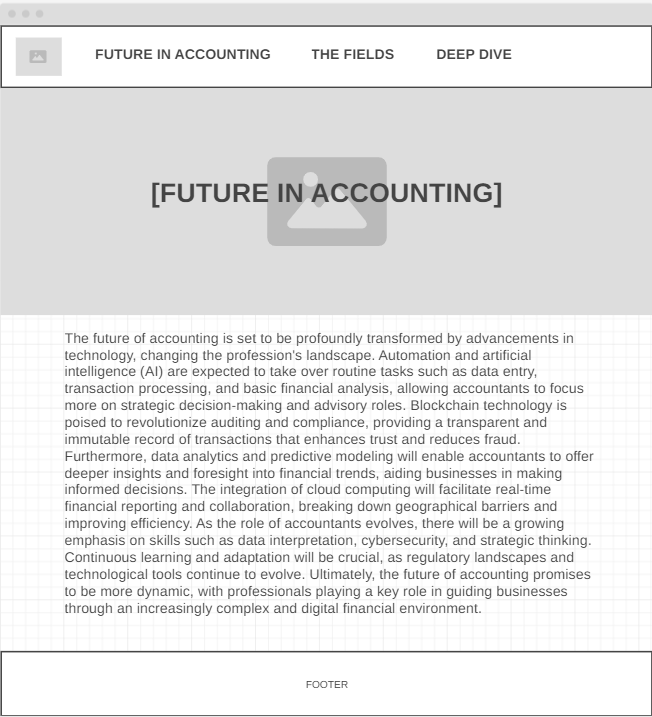 FUTURE IN ACCOUNTING THE FIELDS DEEP DIVE
[FUTURE IN ACCOUNTING]
The future of accounting is set to be profoundly transformed by advancements in
technology, changing the profession's landscape. Automation and artificial
intelligence (AI) are expected to take over routine tasks such as data entry,
transaction processing, and basic financial analysis, allowing accountants to focus
more on strategic decision-making and advisory roles. Blockchain technology is
poised to revolutionize auditing and compliance, providing a transparent and
immutable record of transactions that enhances trust and reduces fraud.
Furthermore, data analytics and predictive modeling will enable accountants to offer
deeper insights and foresight into financial trends, aiding businesses in making
informed decisions. The integration of cloud computing will facilitate real-time
financial reporting and collaboration, breaking down geographical barriers and
improving efficiency. As the role of accountants evolves, there will be a growing
emphasis on skills such as data interpretation, cybersecurity, and strategic thinking.
Continuous learning and adaptation will be crucial, as regulatory landscapes and
technological tools continue to evolve. Ultimately, the future of accounting promises
to be more dynamic, with professionals playing a key role in guiding businesses
through an increasingly complex and digital financial environment.
FOOTER